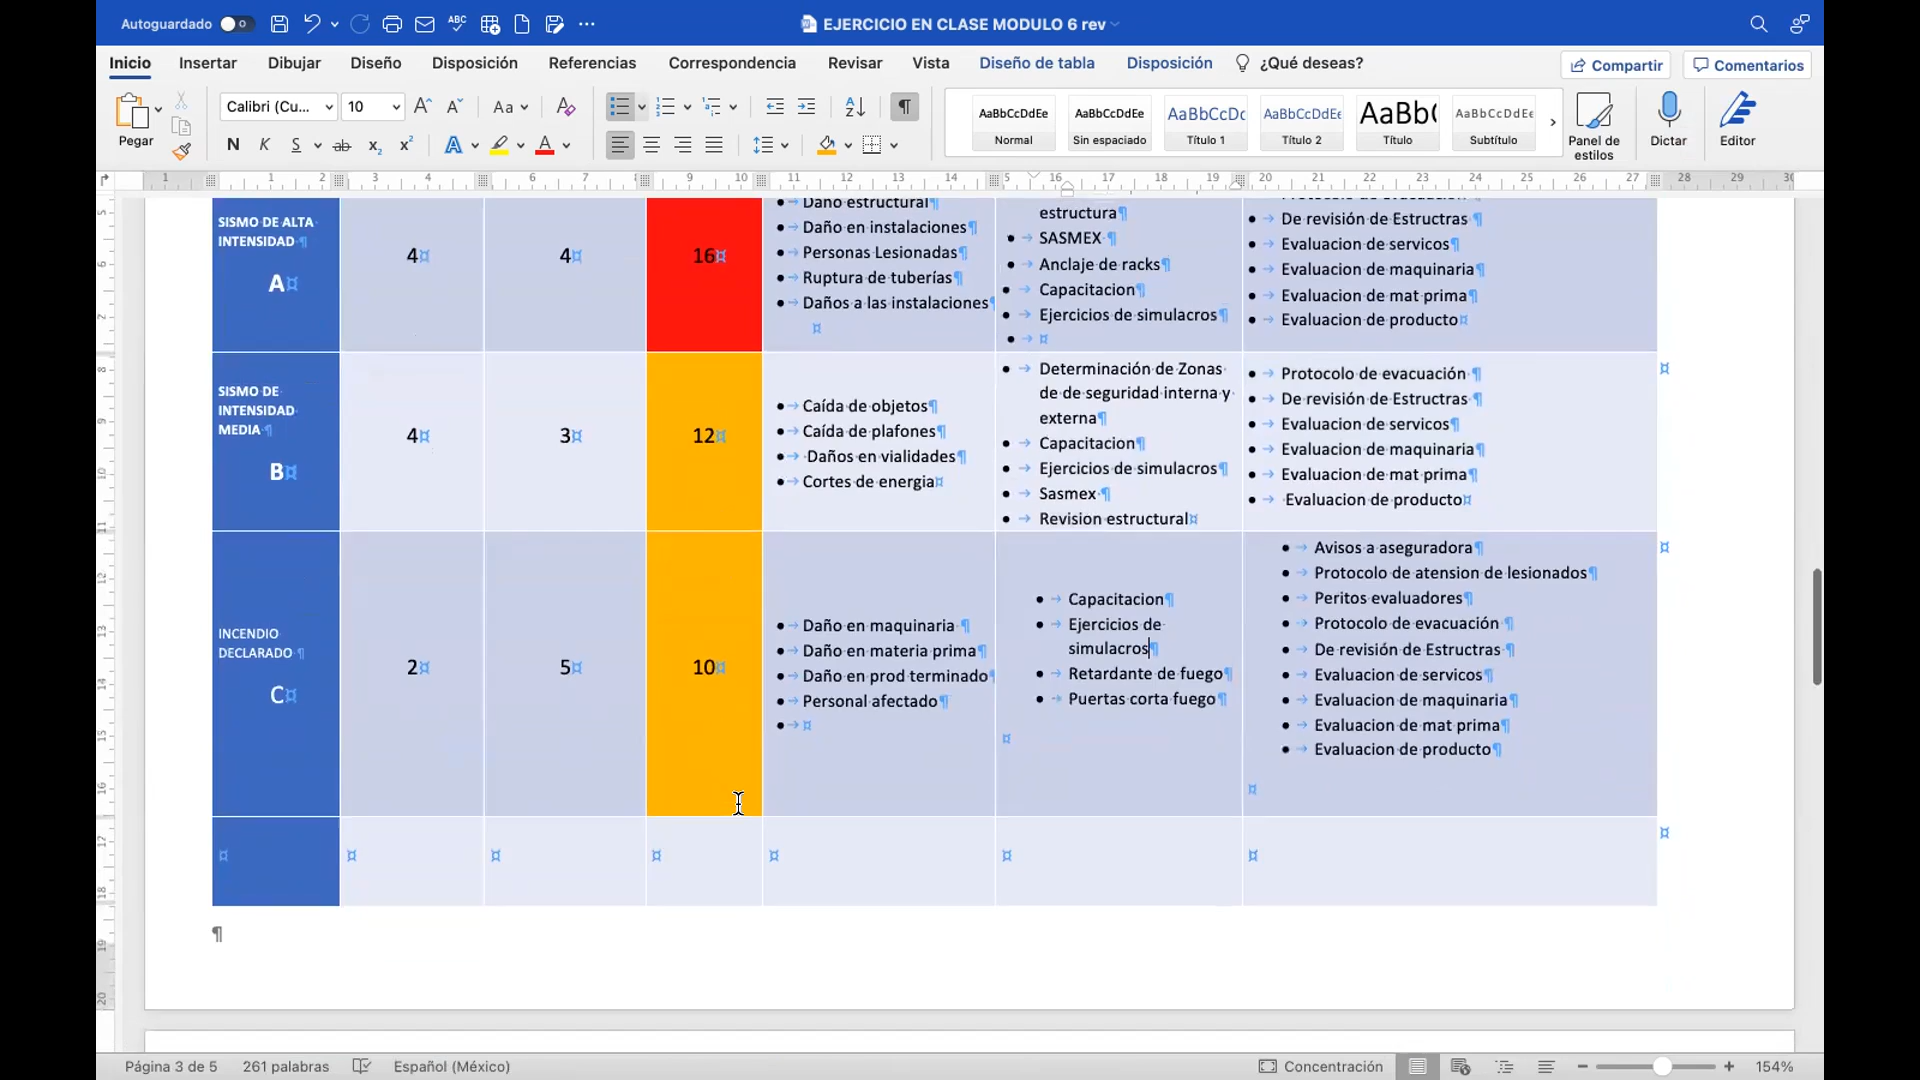 Autoguardado
EJERCICIO EN CLASE MODULO 6 rev
Inicio Insertar Dibujar Diseño Disposición Referencias Correspondencia Revisar Vista Diseño de tabla Disposición ¿Qué deseas? Compartir Comentarios
Pegar
Calibri (Cu... 10
N K S ab x₂ x²
AaBbCcDdEe
Normal
AaBbCcDdEe
Sin espaciado
AaBbCcDc
Título 1
AaBbCcDdEe
Título 2
AaBb(
Título
AaBbCcDdEe
Subtítulo
Panel de estilos
Dictar
Editor
SISMO DE ALTA
INTENSIDAD
A
4
4
16
Daño estructural
Daño en instalaciones
Personas Lesionadas
Ruptura de tuberías
Daños a las instalaciones
estructura
SASMEX
Anclaje de racks
Capacitacion
Ejercicios de simulacros
De revisión de Estructras
Evaluacion de servicos
Evaluacion de maquinaria
Evaluacion de mat prima
Evaluacion de producto
SISMO DE
INTENSIDAD
MEDIA
B
4
3
12
Caída de objetos
Caída de plafones
Daños en vialidades
Cortes de energia
Determinación de Zonas
de de seguridad interna y
externa
Capacitacion
Ejercicios de simulacros
Sasmex
Revision estructural
Protocolo de evacuación
De revisión de Estructras
Evaluacion de servicos
Evaluacion de maquinaria
Evaluacion de mat prima
Evaluacion de producto
INCENDIO
DECLARADO
C
2
5
10
Daño en maquinaria
Daño en materia prima
Daño en prod terminado
Personal afectado
Capacitacion
Ejercicios de
simulacros
Retardante de fuego
Puertas corta fuego
Avisos a aseguradora
Protocolo de atension de lesionados
Peritos evaluadores
Protocolo de evacuación
De revisión de Estructras
Evaluacion de servicos
Evaluacion de maquinaria
Evaluacion de mat prima
Evaluacion de producto
Página 3 de 5 261 palabras Español (México) Concentración 154%